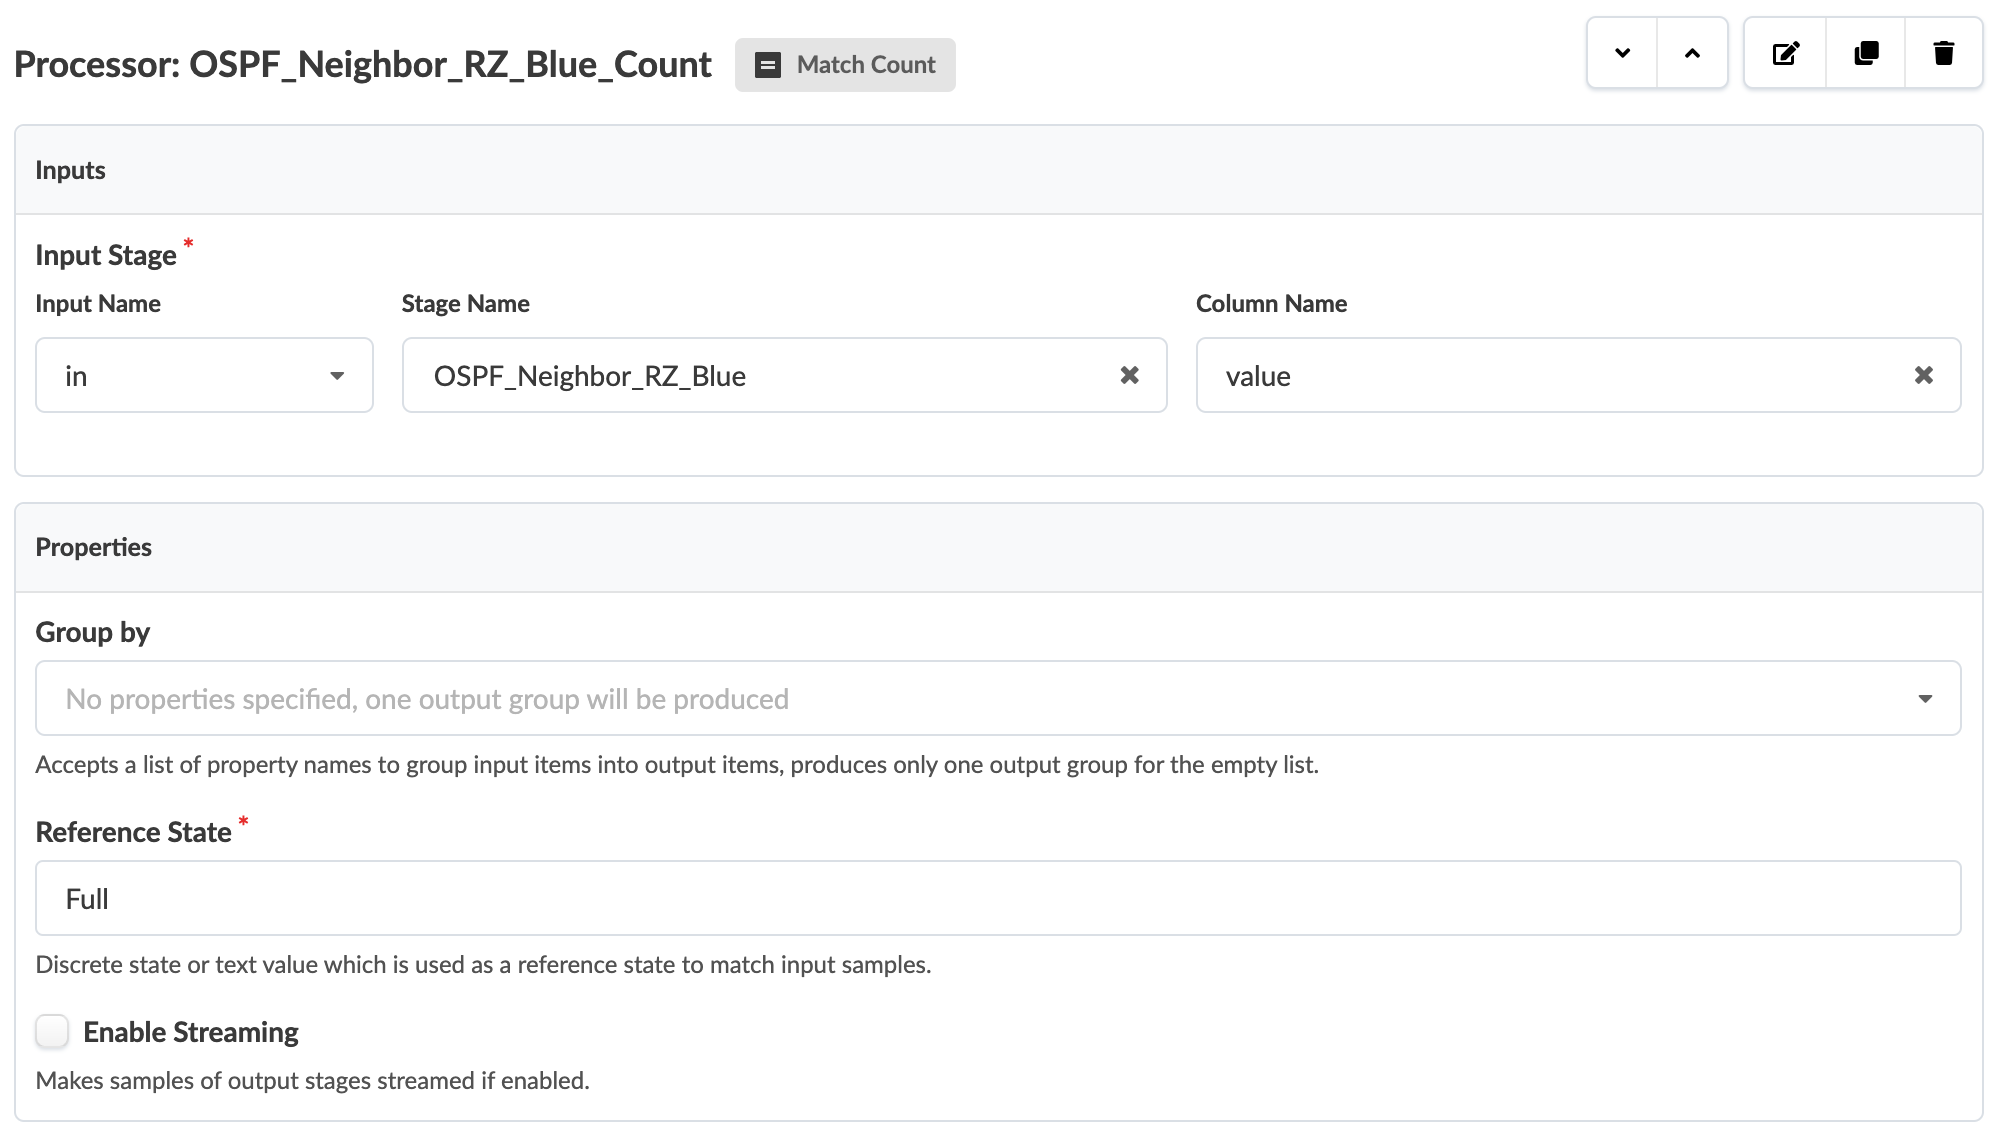 Processor: OSPF_Neighbor_RZ_Blue_Count Match Count
Inputs
Input Stage *
Input Name Stage Name Column Name
in OSPF_Neighbor_RZ_Blue value
Properties
Group by
No properties specified, one output group will be produced
Accepts a list of property names to group input items into output items, produces only one output group for the empty list.
Reference State *
Full
Discrete state or text value which is used as a reference state to match input samples.
Enable Streaming
Makes samples of output stages streamed if enabled.